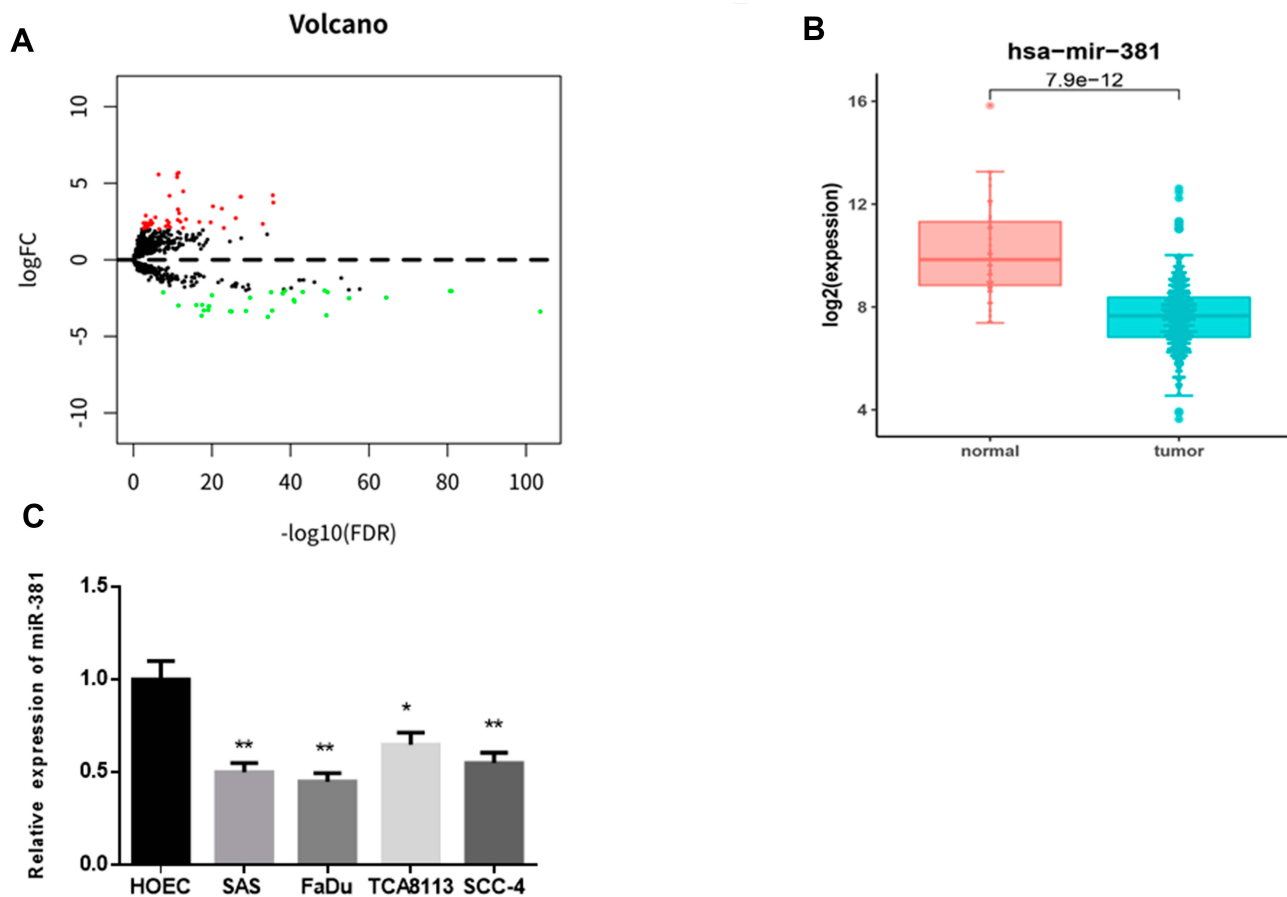 A
Volcano
10
5
0
-5
-10
logFC
0 20 40 60 80 100
-log10(FDR)
B
hsa−mir−381
7.9e−12
16
12
8
4
log2(expession)
normal tumor
C
Relative expression of miR-381
1.5
1.0
0.5
0.0
** ** * **
HOEC SAS FaDu TCA8113 SCC-4